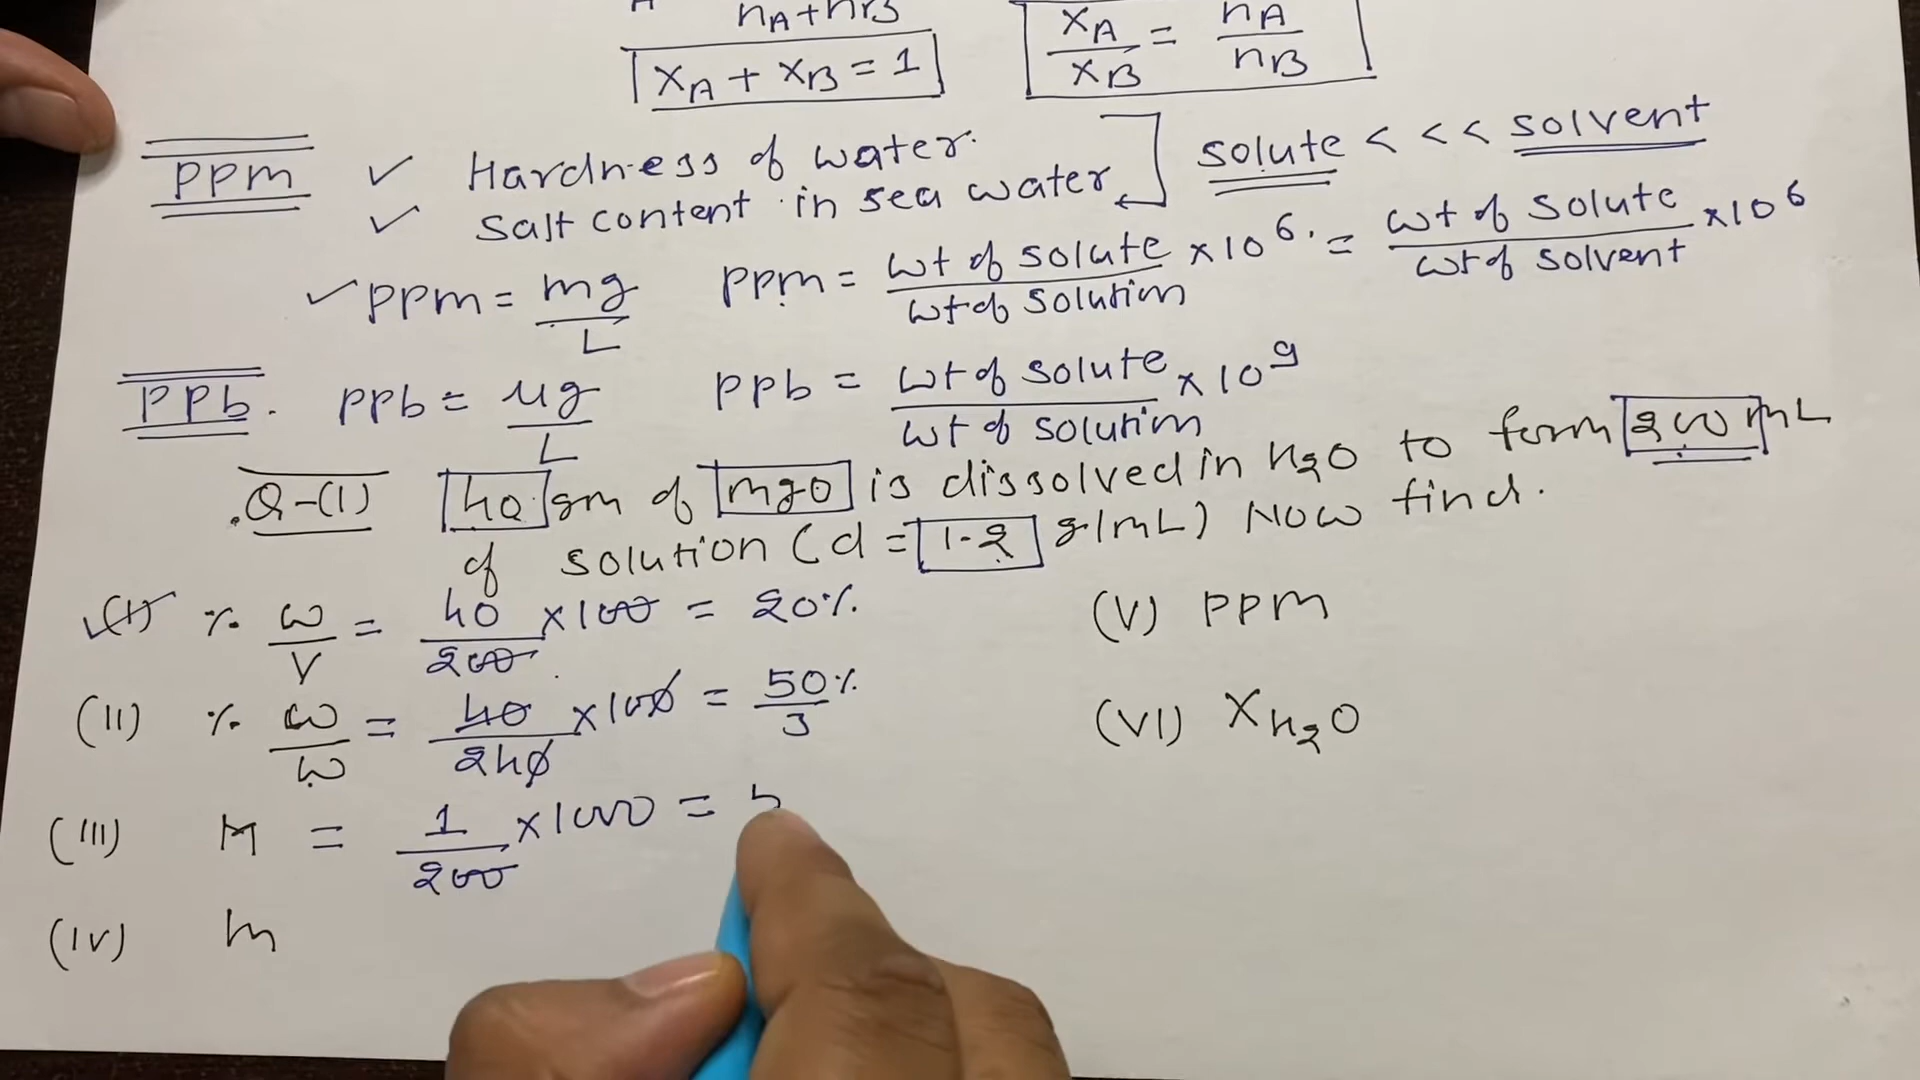 nA+nB
XA + XB = 1
XA/XB = nA/nB
PPm ✓ Hardness of water.
✓ Salt content in sea water
solute < < < solvent
✓ PPm = mg/L PPm = wt of solute/wt of solution ×10⁶ = wt of solute/wt of solvent ×10⁶
PPb. PPb = μg/L PPb = wt of solute/wt of solution ×10⁹
Q-(1) 40 gm of mgo is dissolved in H2O to form 200 mL
of solution (d = 1.2 g/mL) Now find.
(I) % w/v = 40/200 ×100 = 20%
(II) % w/w = 40/240 ×100 = 50%/3
(III) M = 1/200 ×1000 = 5
(IV) m
(V) PPm
(VI) XH2O